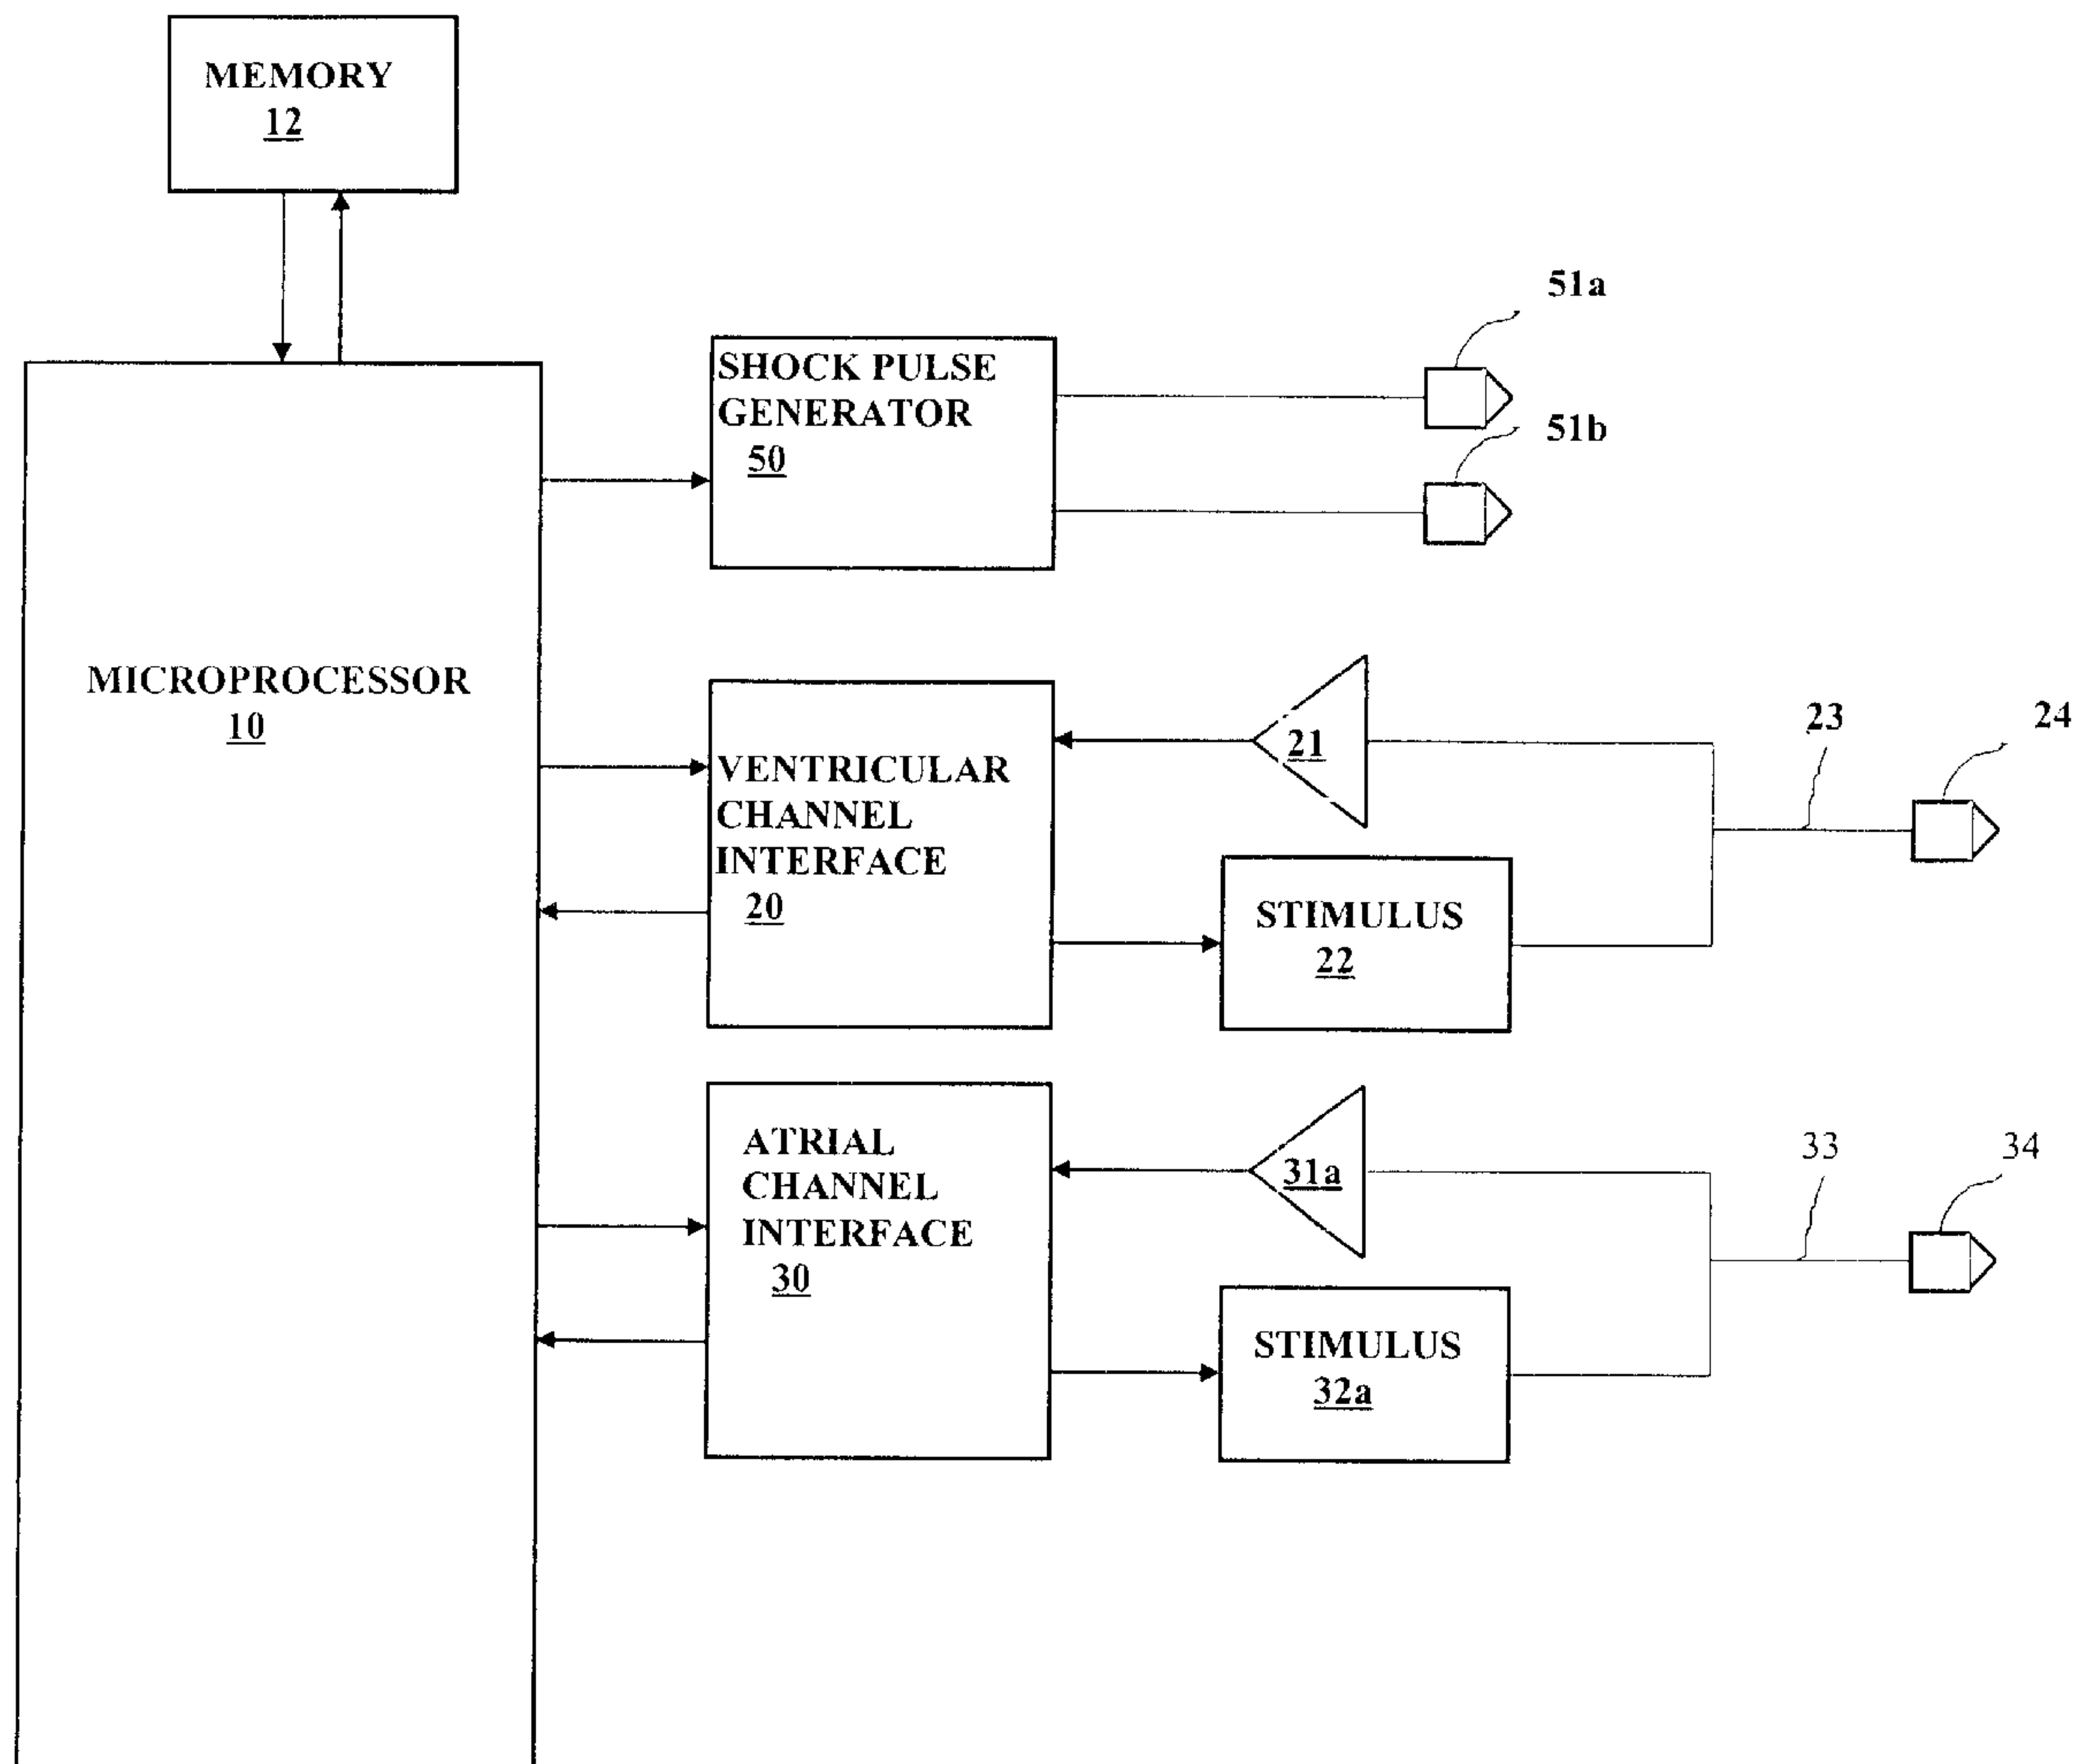 MEMORY
12
51a
SHOCK PULSE
GENERATOR
50
51b
MICROPROCESSOR
10
VENTRICULAR
CHANNEL
INTERFACE
20
21
23
24
STIMULUS
22
ATRIAL
CHANNEL
INTERFACE
30
31a
33
34
STIMULUS
32a